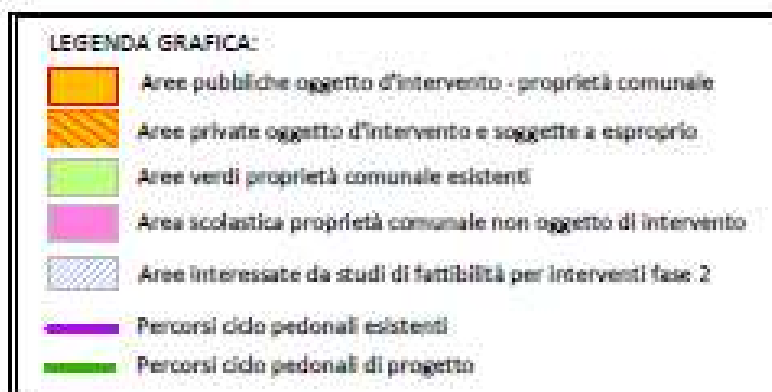 LEGENDA GRAFICA:
Aree pubbliche oggetto d'intervento - proprietà comunale
Aree private oggetto d'intervento e soggette a esproprio
Aree verdi proprietà comunale esistenti
Area scolastica proprietà comunale non oggetto di intervento
Aree interessate da studi di fattibilità per interventi fase 2
Percorsi ciclo pedonali esistenti
Percorsi ciclo pedonali di progetto